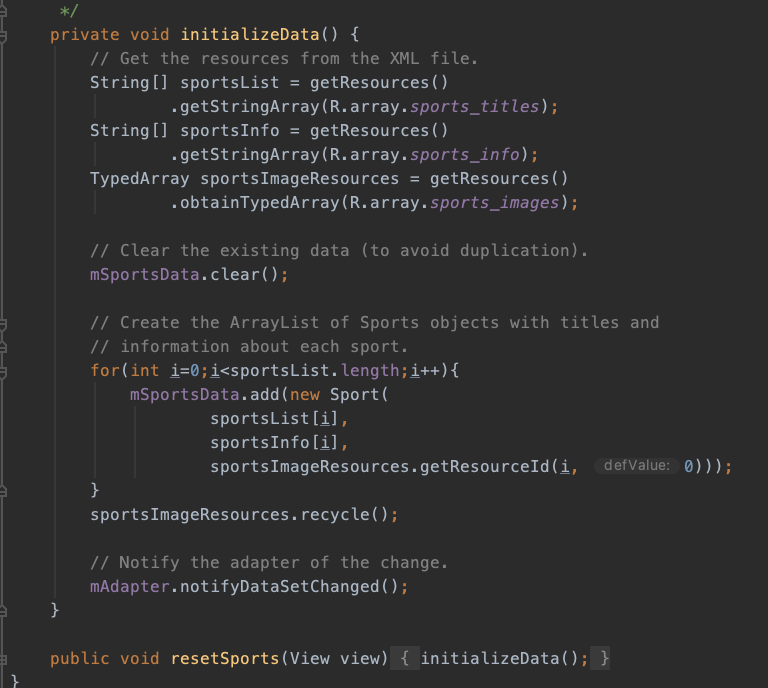 */
private void initializeData() {
// Get the resources from the XML file.
String[] sportsList = getResources()
.getStringArray(R.array.sports_titles);
String[] sportsInfo = getResources()
.getStringArray(R.array.sports_info);
TypedArray sportsImageResources = getResources()
.obtainTypedArray(R.array.sports_images);
// Clear the existing data (to avoid duplication).
mSportsData.clear();
// Create the ArrayList of Sports objects with titles and
// information about each sport.
for(int i=0;i<sportsList.length;i++){
mSportsData.add(new Sport(
sportsList[i],
sportsInfo[i],
sportsImageResources.getResourceId(i, defValue: 0)));
}
sportsImageResources.recycle();
// Notify the adapter of the change.
mAdapter.notifyDataSetChanged();
}
public void resetSports(View view) { initializeData(); }
}